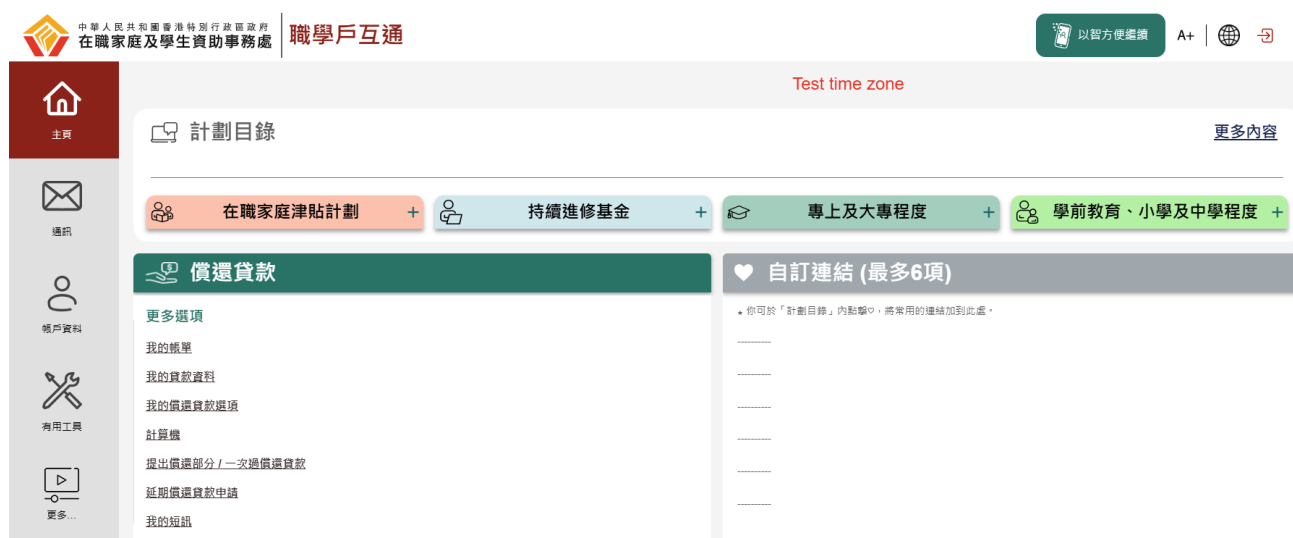 中華人民共和國香港特別行政區政府
在職家庭及學生資助事務處
職學戶互通
以智方便繼續
A+
Test time zone
主頁
計劃目錄
更多內容
在職家庭津貼計劃 +
持續進修基金 +
專上及大專程度 +
學前教育、小學及中學程度 +
通訊
償還貸款
自訂連結 (最多6項)
帳戶資料
更多選項
★ 你可於「計劃目錄」內點擊♡，將常用的連結加到此處。
我的帳單
----------
我的貸款資料
----------
我的償還貸款選項
----------
有用工具
計算機
----------
提出償還部分 / 一次過償還貸款
----------
延期償還貸款申請
----------
更多...
我的短訊